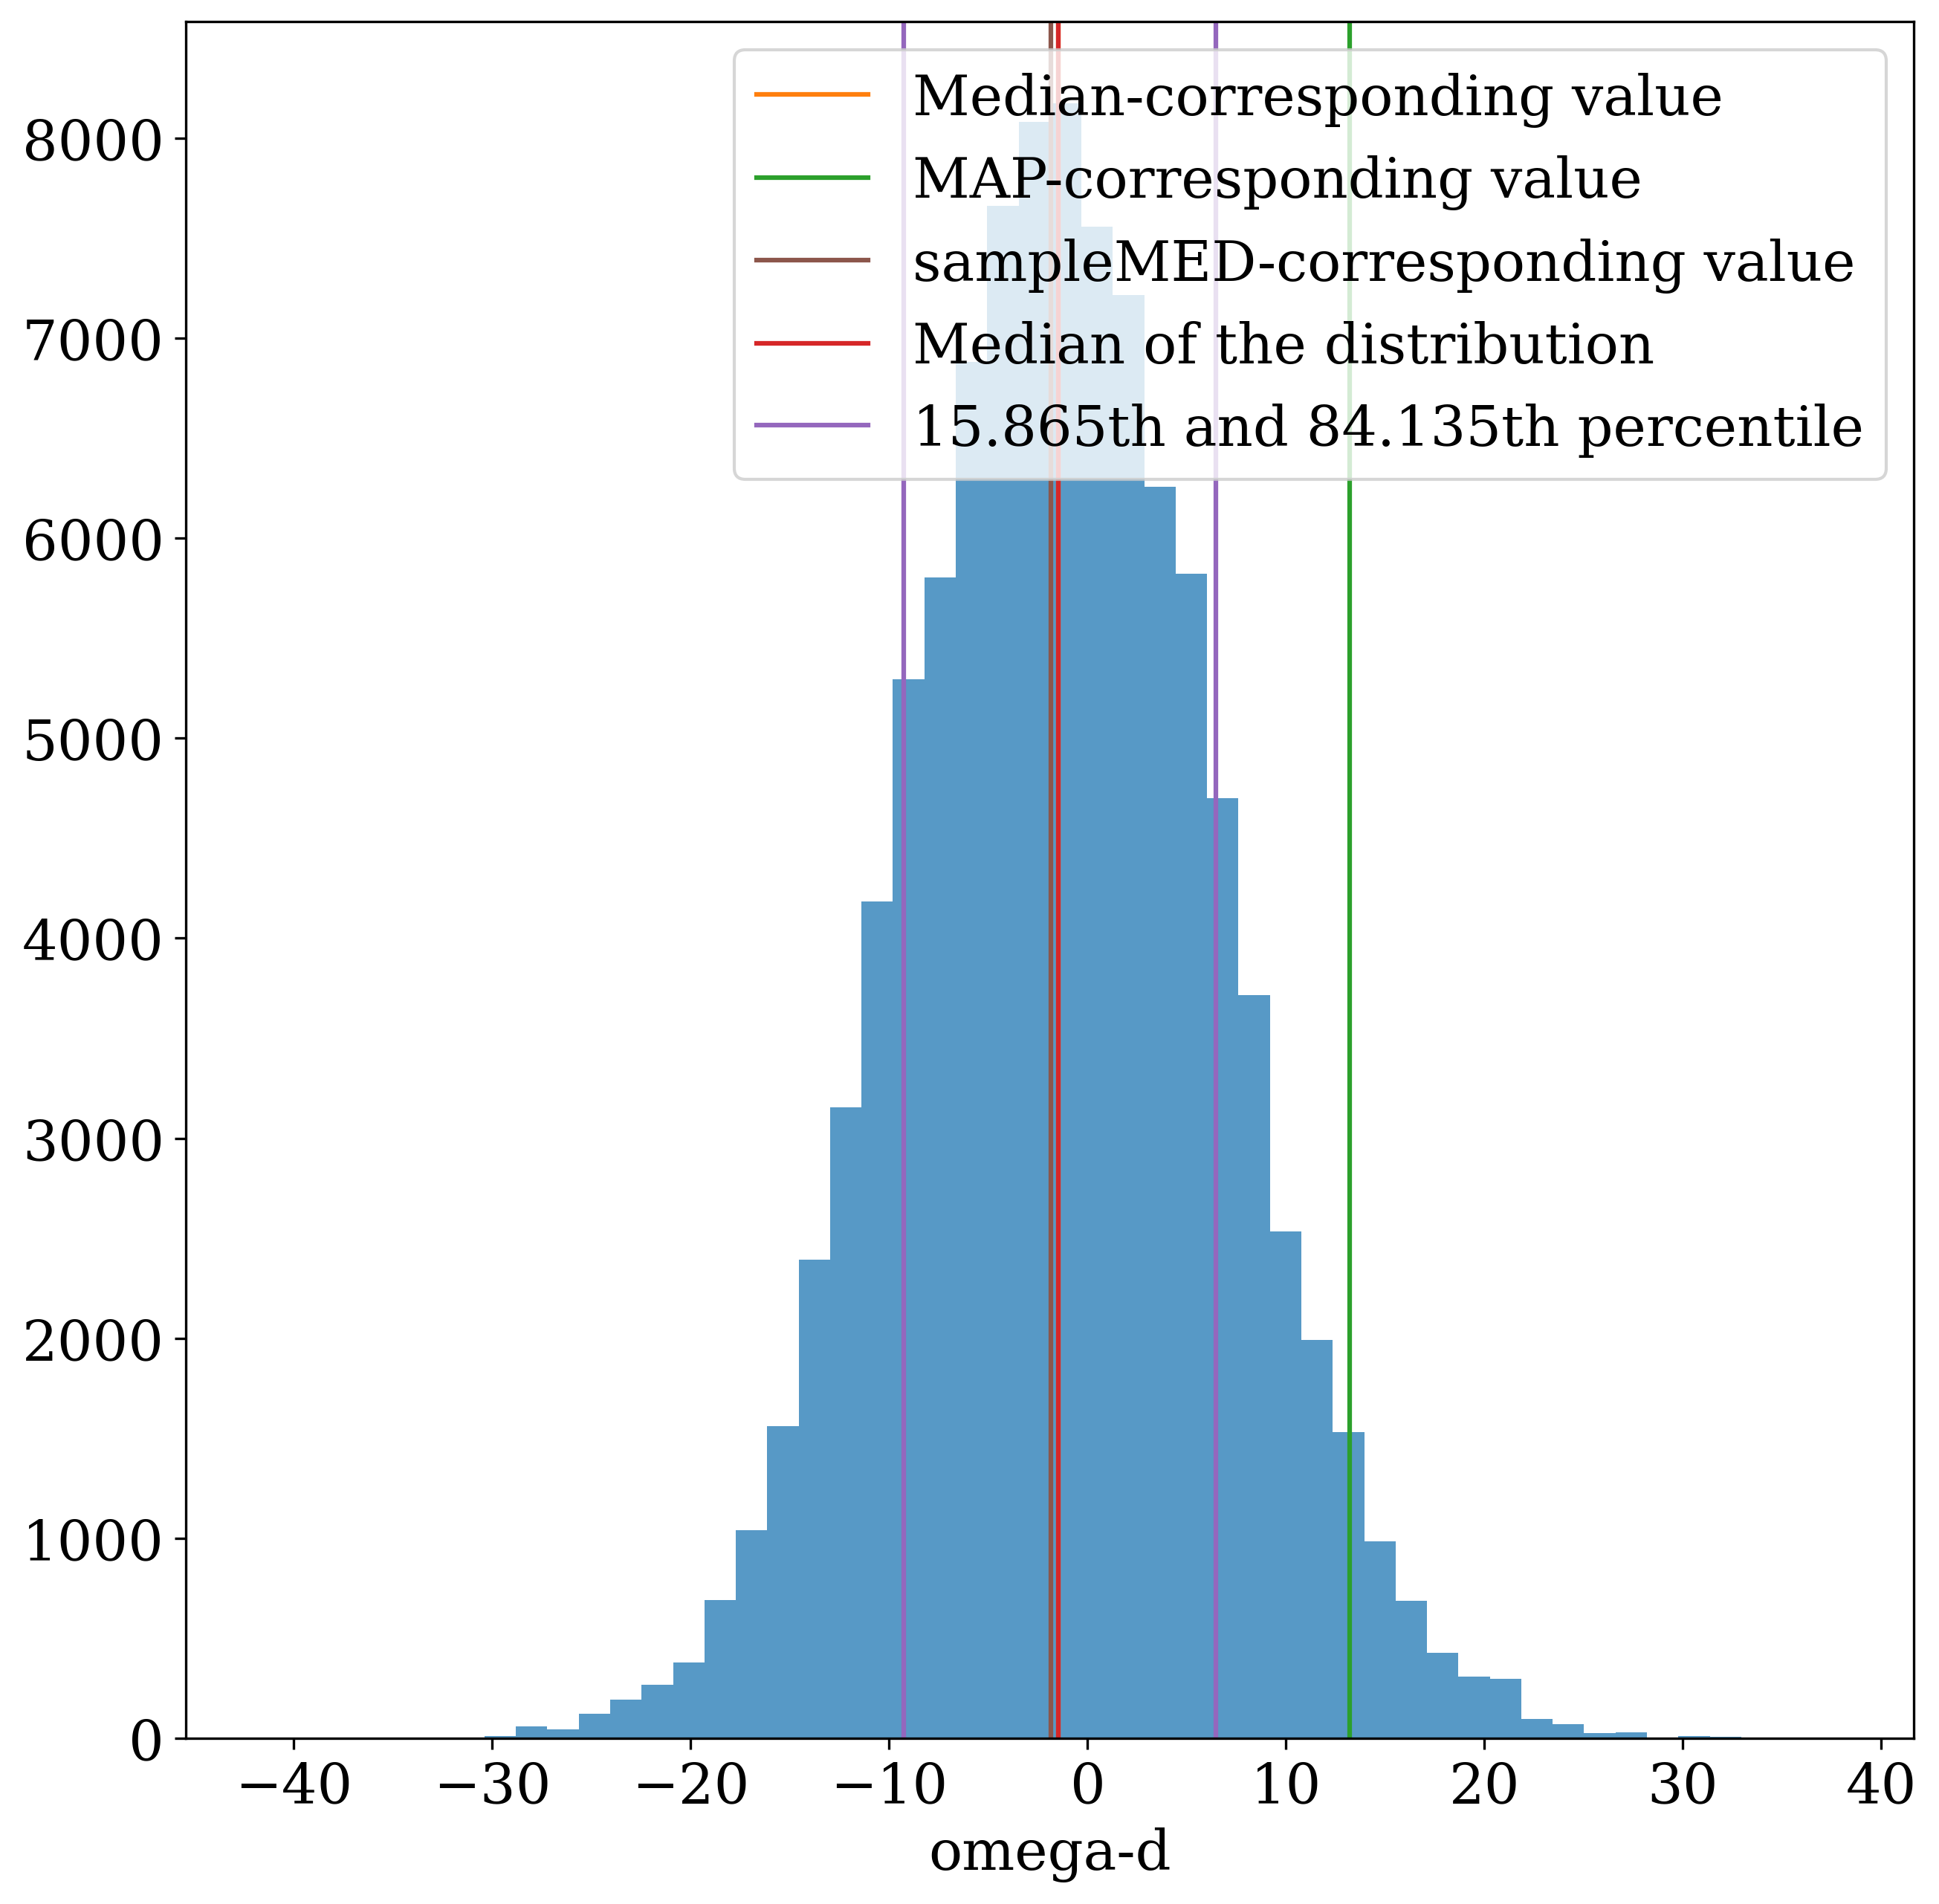 Median-corresponding value
MAP-corresponding value
sampleMED-corresponding value
Median of the distribution
15.865th and 84.135th percentile
8000
7000
6000
5000
4000
3000
2000
1000
0
−40 −30 −20 −10 0 10 20 30 40
omega-d